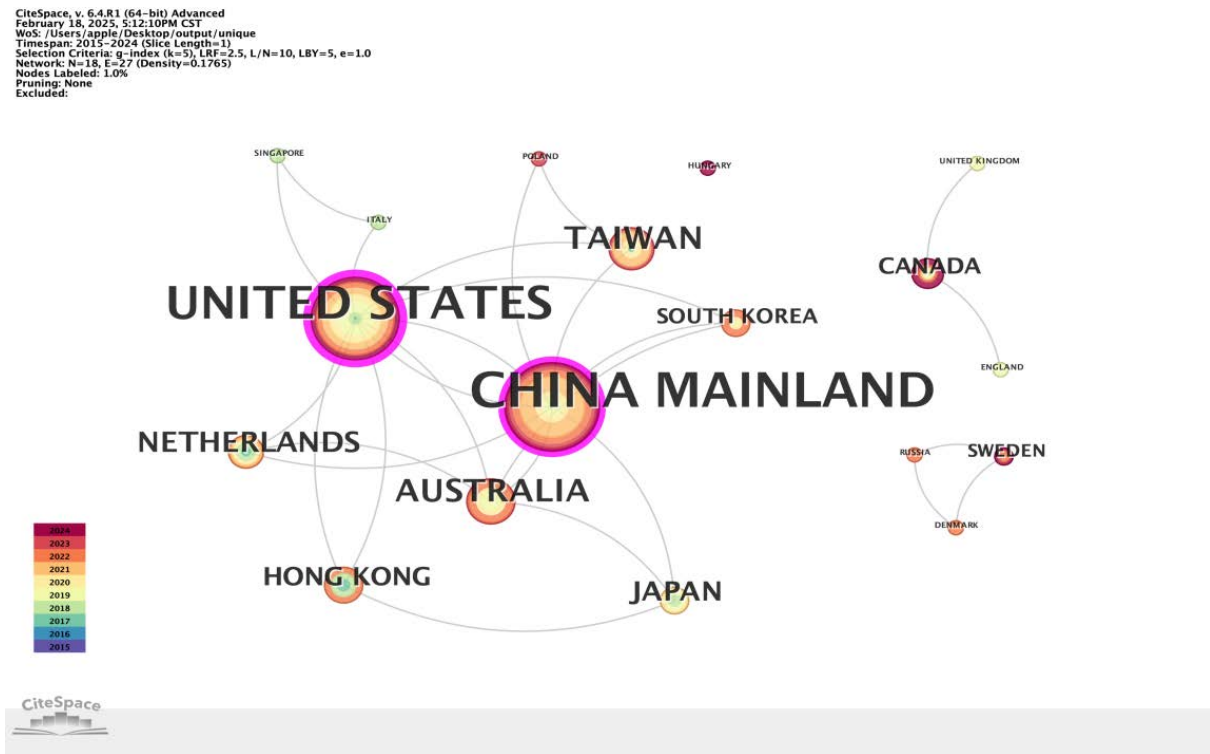 CiteSpace, v. 6.4.R1 (64-bit) Advanced
February 18, 2025, 5:12:10PM CST
WoS: /Users/apple/Desktop/output/unique
Timespan: 2015-2024 (Slice Length=1)
Selection Criteria: g-index (k=5), LRF=2.5, L/N=10, LBY=5, e=1.0
Network: N=18, E=27 (Density=0.1765)
Nodes Labeled: 1.0%
Pruning: None
Excluded:
SINGAPORE
POLAND
HUNGARY
UNITED KINGDOM
ITALY
TAIWAN
CANADA
UNITED STATES
SOUTH KOREA
ENGLAND
CHINA MAINLAND
NETHERLANDS
RUSSIA
SWEDEN
AUSTRALIA
DENMARK
HONG KONG
JAPAN
2024
2023
2022
2021
2020
2019
2018
2017
2016
2015
CiteSpace